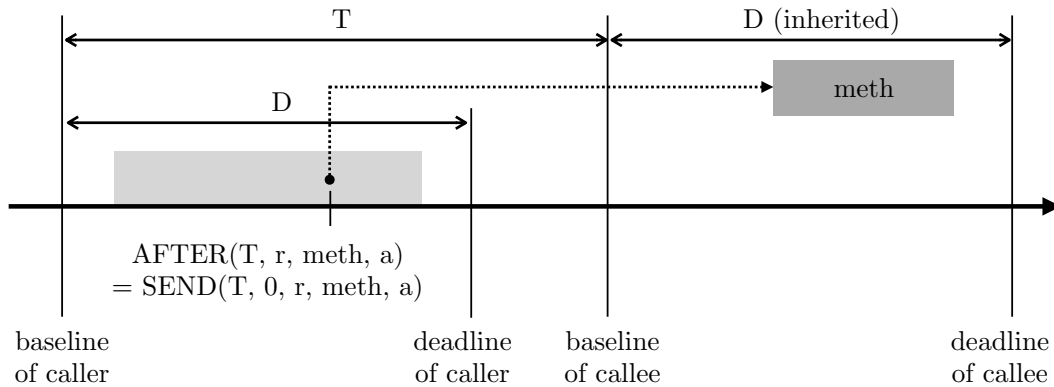 T
D (inherited)
meth
D
AFTER(T, r, meth, a)
= SEND(T, 0, r, meth, a)
baseline
of caller
deadline
of caller
baseline
of callee
deadline
of callee